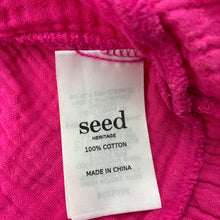 seed
HERITAGE
100% COTTON
MADE IN CHINA